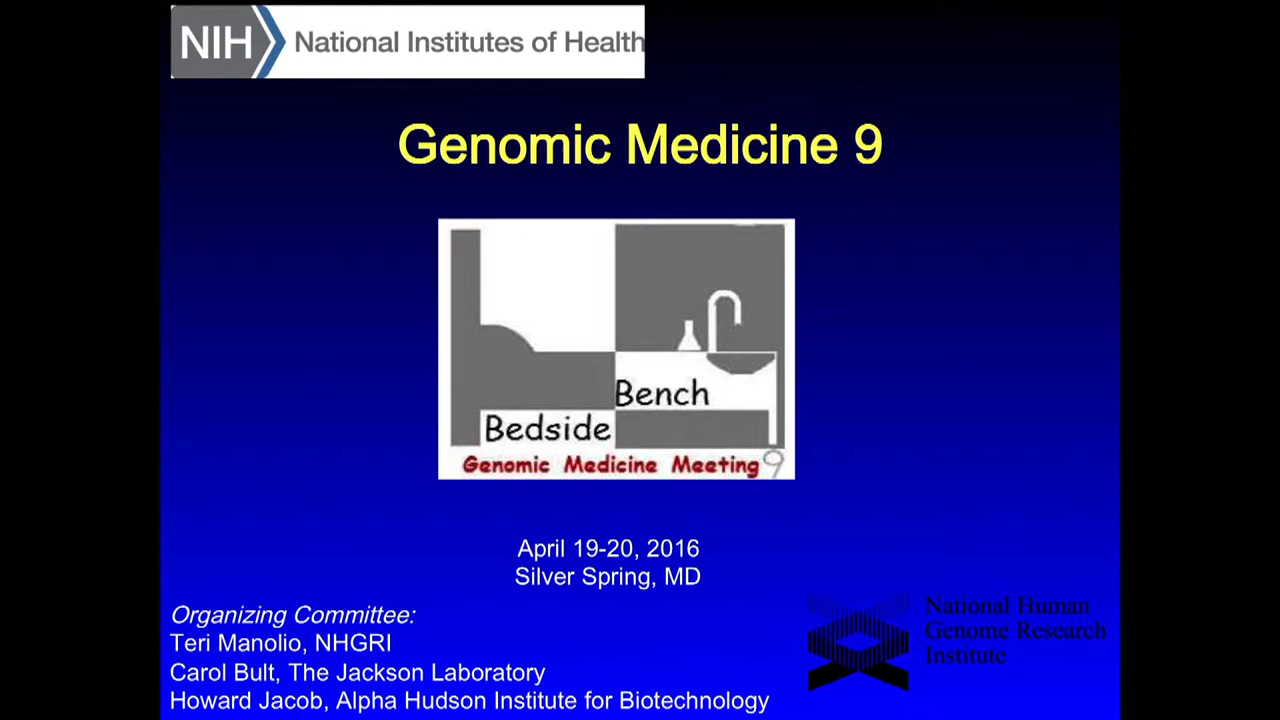 NIH National Institutes of Health
Genomic Medicine 9
Bench
Bedside
Genomic Medicine Meeting 9
April 19-20, 2016
Silver Spring, MD
Organizing Committee:
Teri Manolio, NHGRI
Carol Bult, The Jackson Laboratory
Howard Jacob, Alpha Hudson Institute for Biotechnology
National Human
Genome Research
Institute